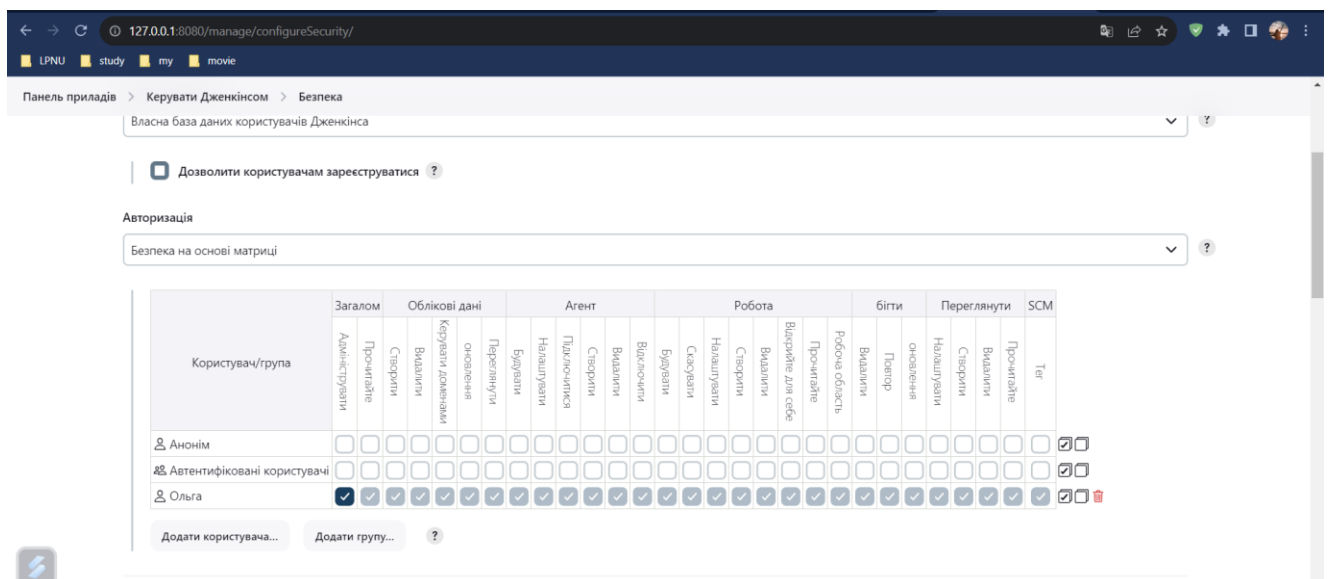 127.0.0.1:8080/manage/configureSecurity/
LPNU study my movie
Панель приладів > Керувати Дженкінсом > Безпека
Власна база даних користувачів Дженкінса ?
Дозволити користувачам зареєструватися ?
Авторизація
Безпека на основі матриці ?
Користувач/група Загалом Облікові дані Агент Робота бігти Переглянути SCM
Адмініструвати
Прочитайте
Створити
Видалити
Керувати доменами
оновлення
Переглянути
Будувати
Налаштувати
Підключитися
Створити
Видалити
Відключити
Будувати
Скасувати
Налаштувати
Створити
Видалити
Відкрийте для себе
Прочитайте
Робоча область
Видалити
Повтор
оновлення
Налаштувати
Створити
Видалити
Прочитайте
Тег
Анонім
Автентифіковані користувачі
Ольга
Додати користувача... Додати групу... ?